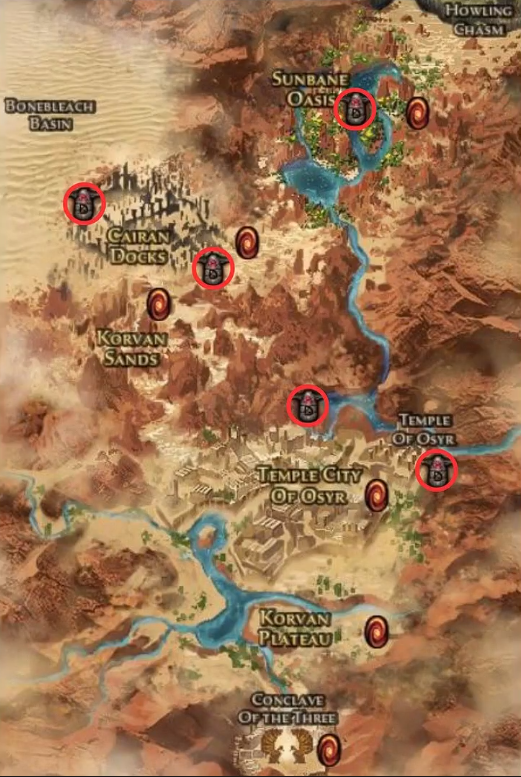 HOWLING
CHASM
SUNBANE
OASIS
BONEBLEACH
BASIN
CAIRAN
DOCKS
KORVAN
SANDS
TEMPLE
OF OSYR
TEMPLE CITY
OF OSYR
KORVAN
PLATEAU
CONCLAVE
OF THE THREE